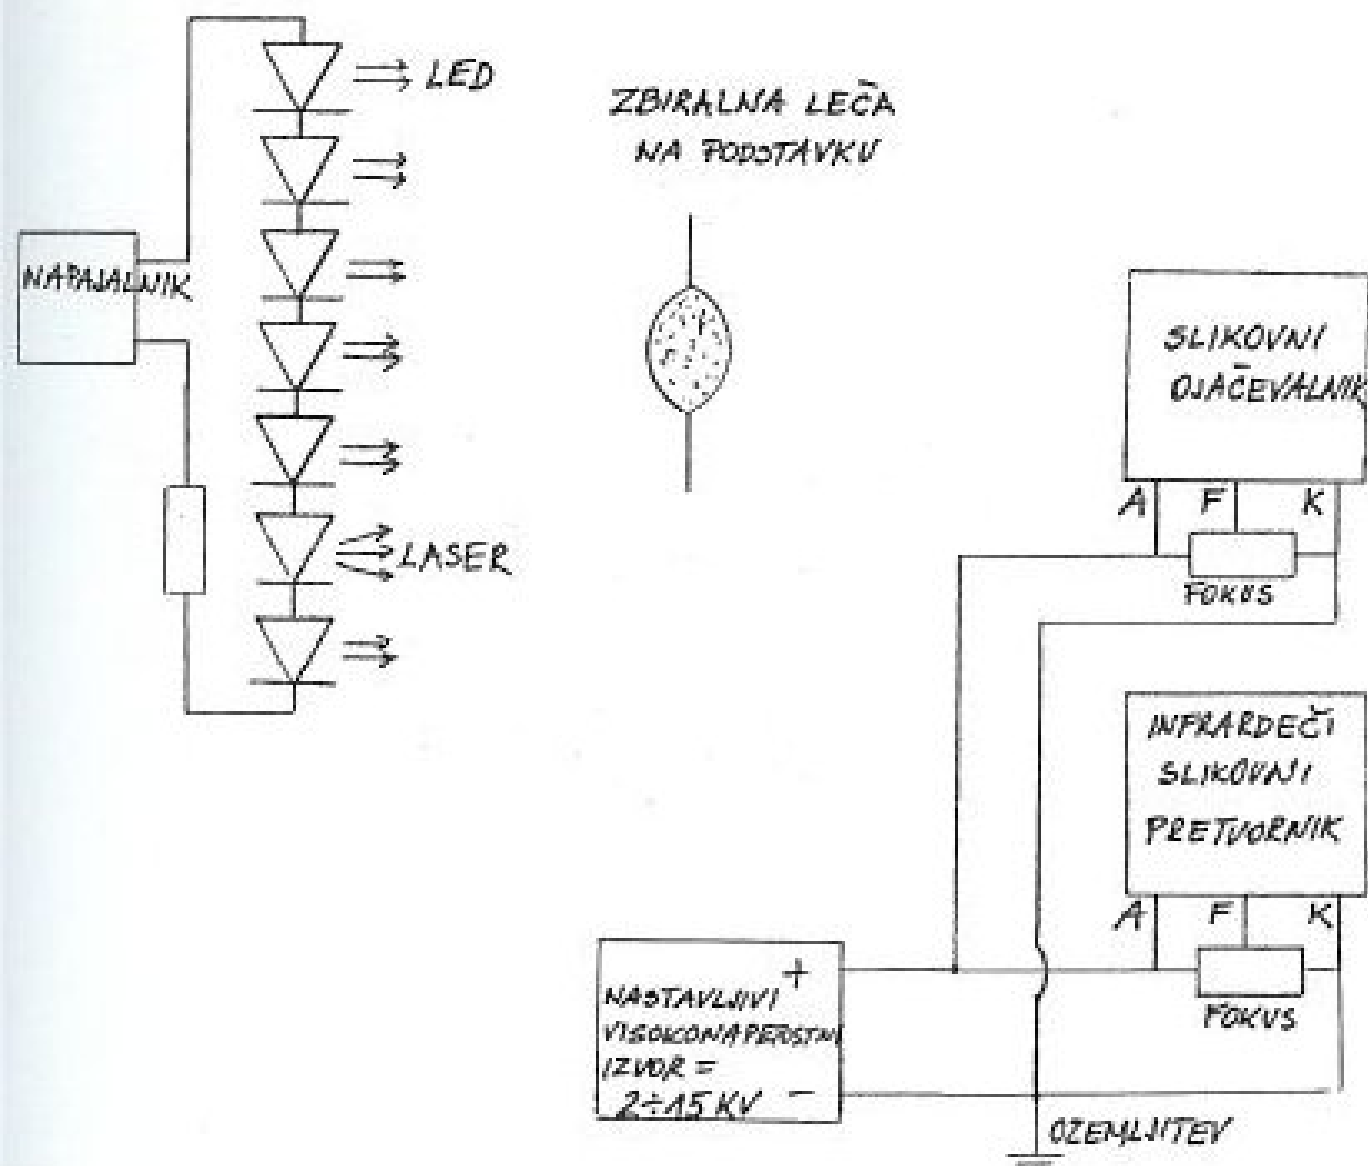 LED
ZBIRALNA LEČA
NA PODSTAVKU
NAPAJALNIK
SLIKOVNI
OJAČEVALNIK
A F K
FOKUS
LASER
INFRARDEČI
SLIKOVNI
PRETVORNIK
A F K
FOKUS
NASTAVLJIVI +
VISOKONAPETOSTNI
IZVOR =
2÷15 KV -
OZEMLJITEV